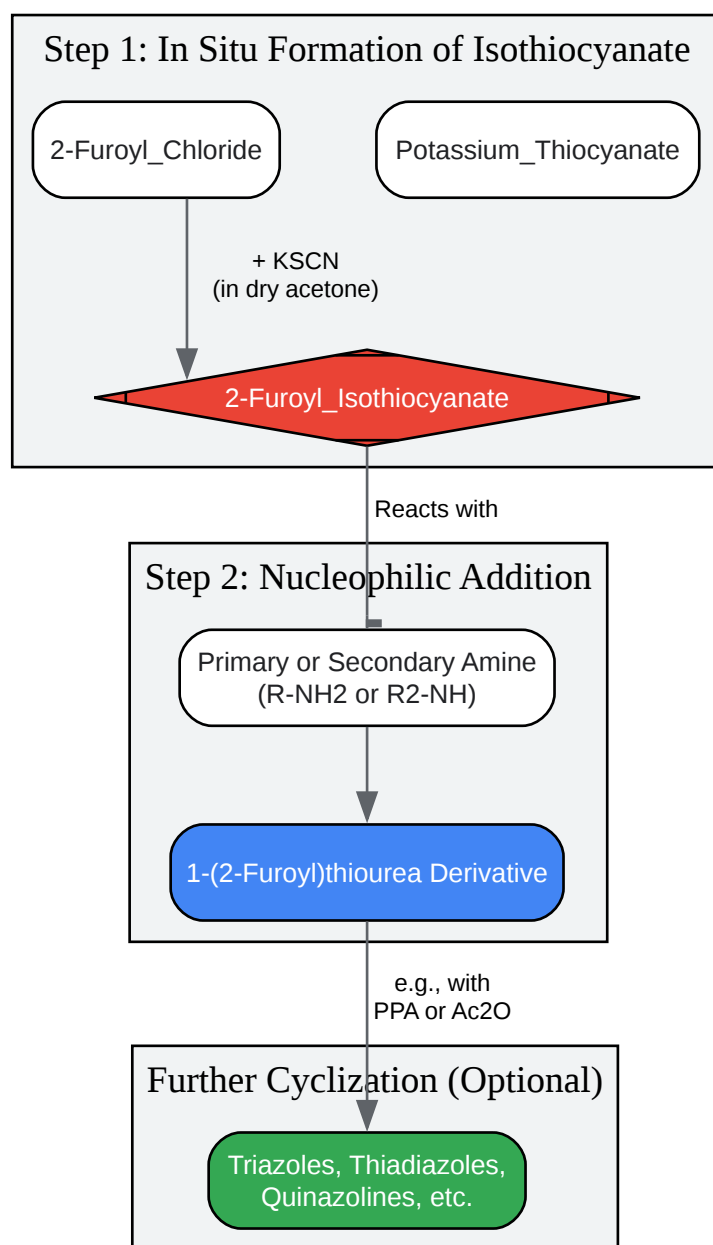 Step 1: In Situ Formation of Isothiocyanate
2-Furoyl_Chloride
Potassium_Thiocyanate
+ KSCN
(in dry acetone)
2-Furoyl_Isothiocyanate
Reacts with
Step 2: Nucleophilic Addition
Primary or Secondary Amine
(R-NH2 or R2-NH)
1-(2-Furoyl)thiourea Derivative
e.g., with
PPA or Ac2O
Further Cyclization (Optional)
Triazoles, Thiadiazoles,
Quinazolines, etc.